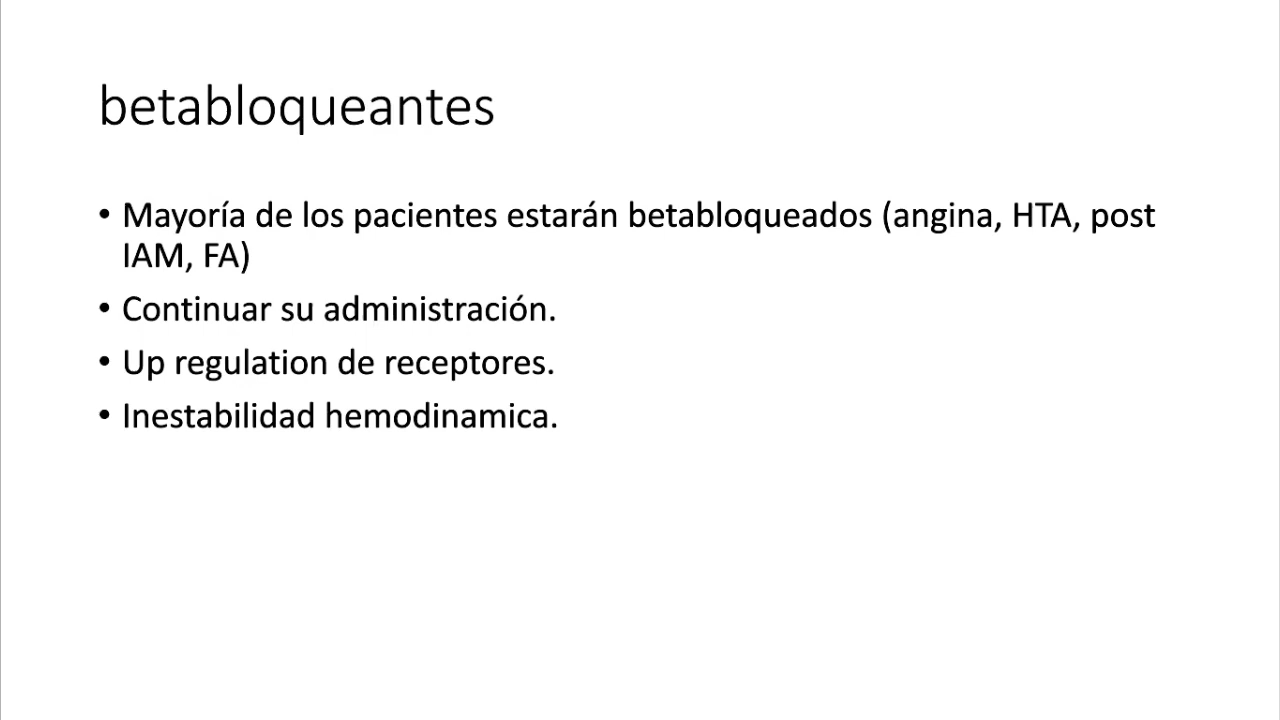 betabloqueantes
• Mayoría de los pacientes estarán betabloqueados (angina, HTA, post
IAM, FA)
• Continuar su administración.
• Up regulation de receptores.
• Inestabilidad hemodinamica.